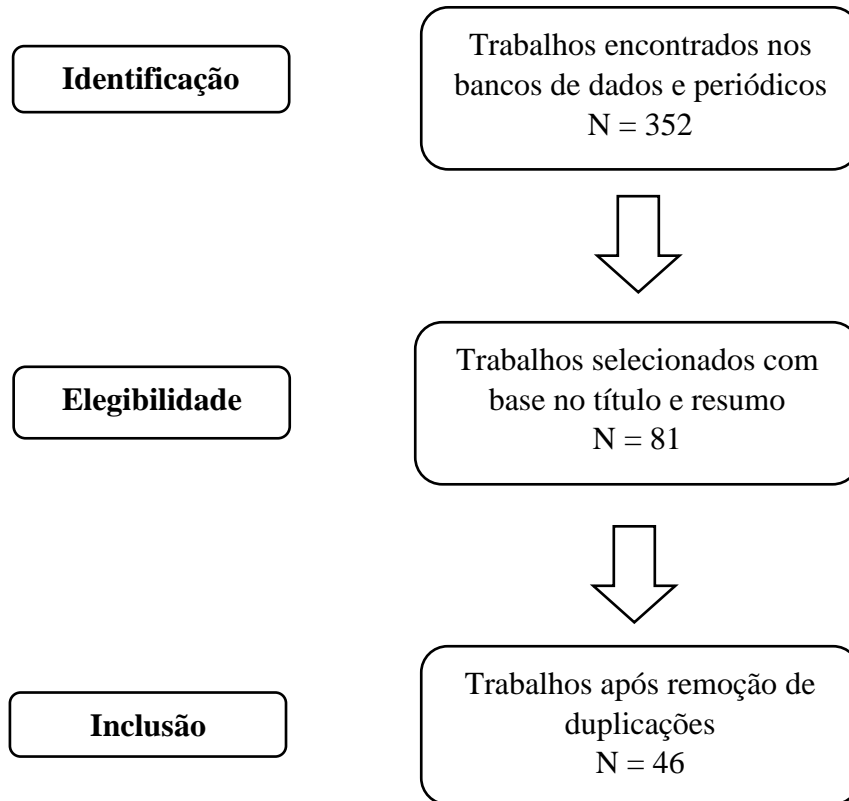 Identificação
Trabalhos encontrados nos
bancos de dados e periódicos
N = 352
Elegibilidade
Trabalhos selecionados com
base no título e resumo
N = 81
Inclusão
Trabalhos após remoção de
duplicações
N = 46